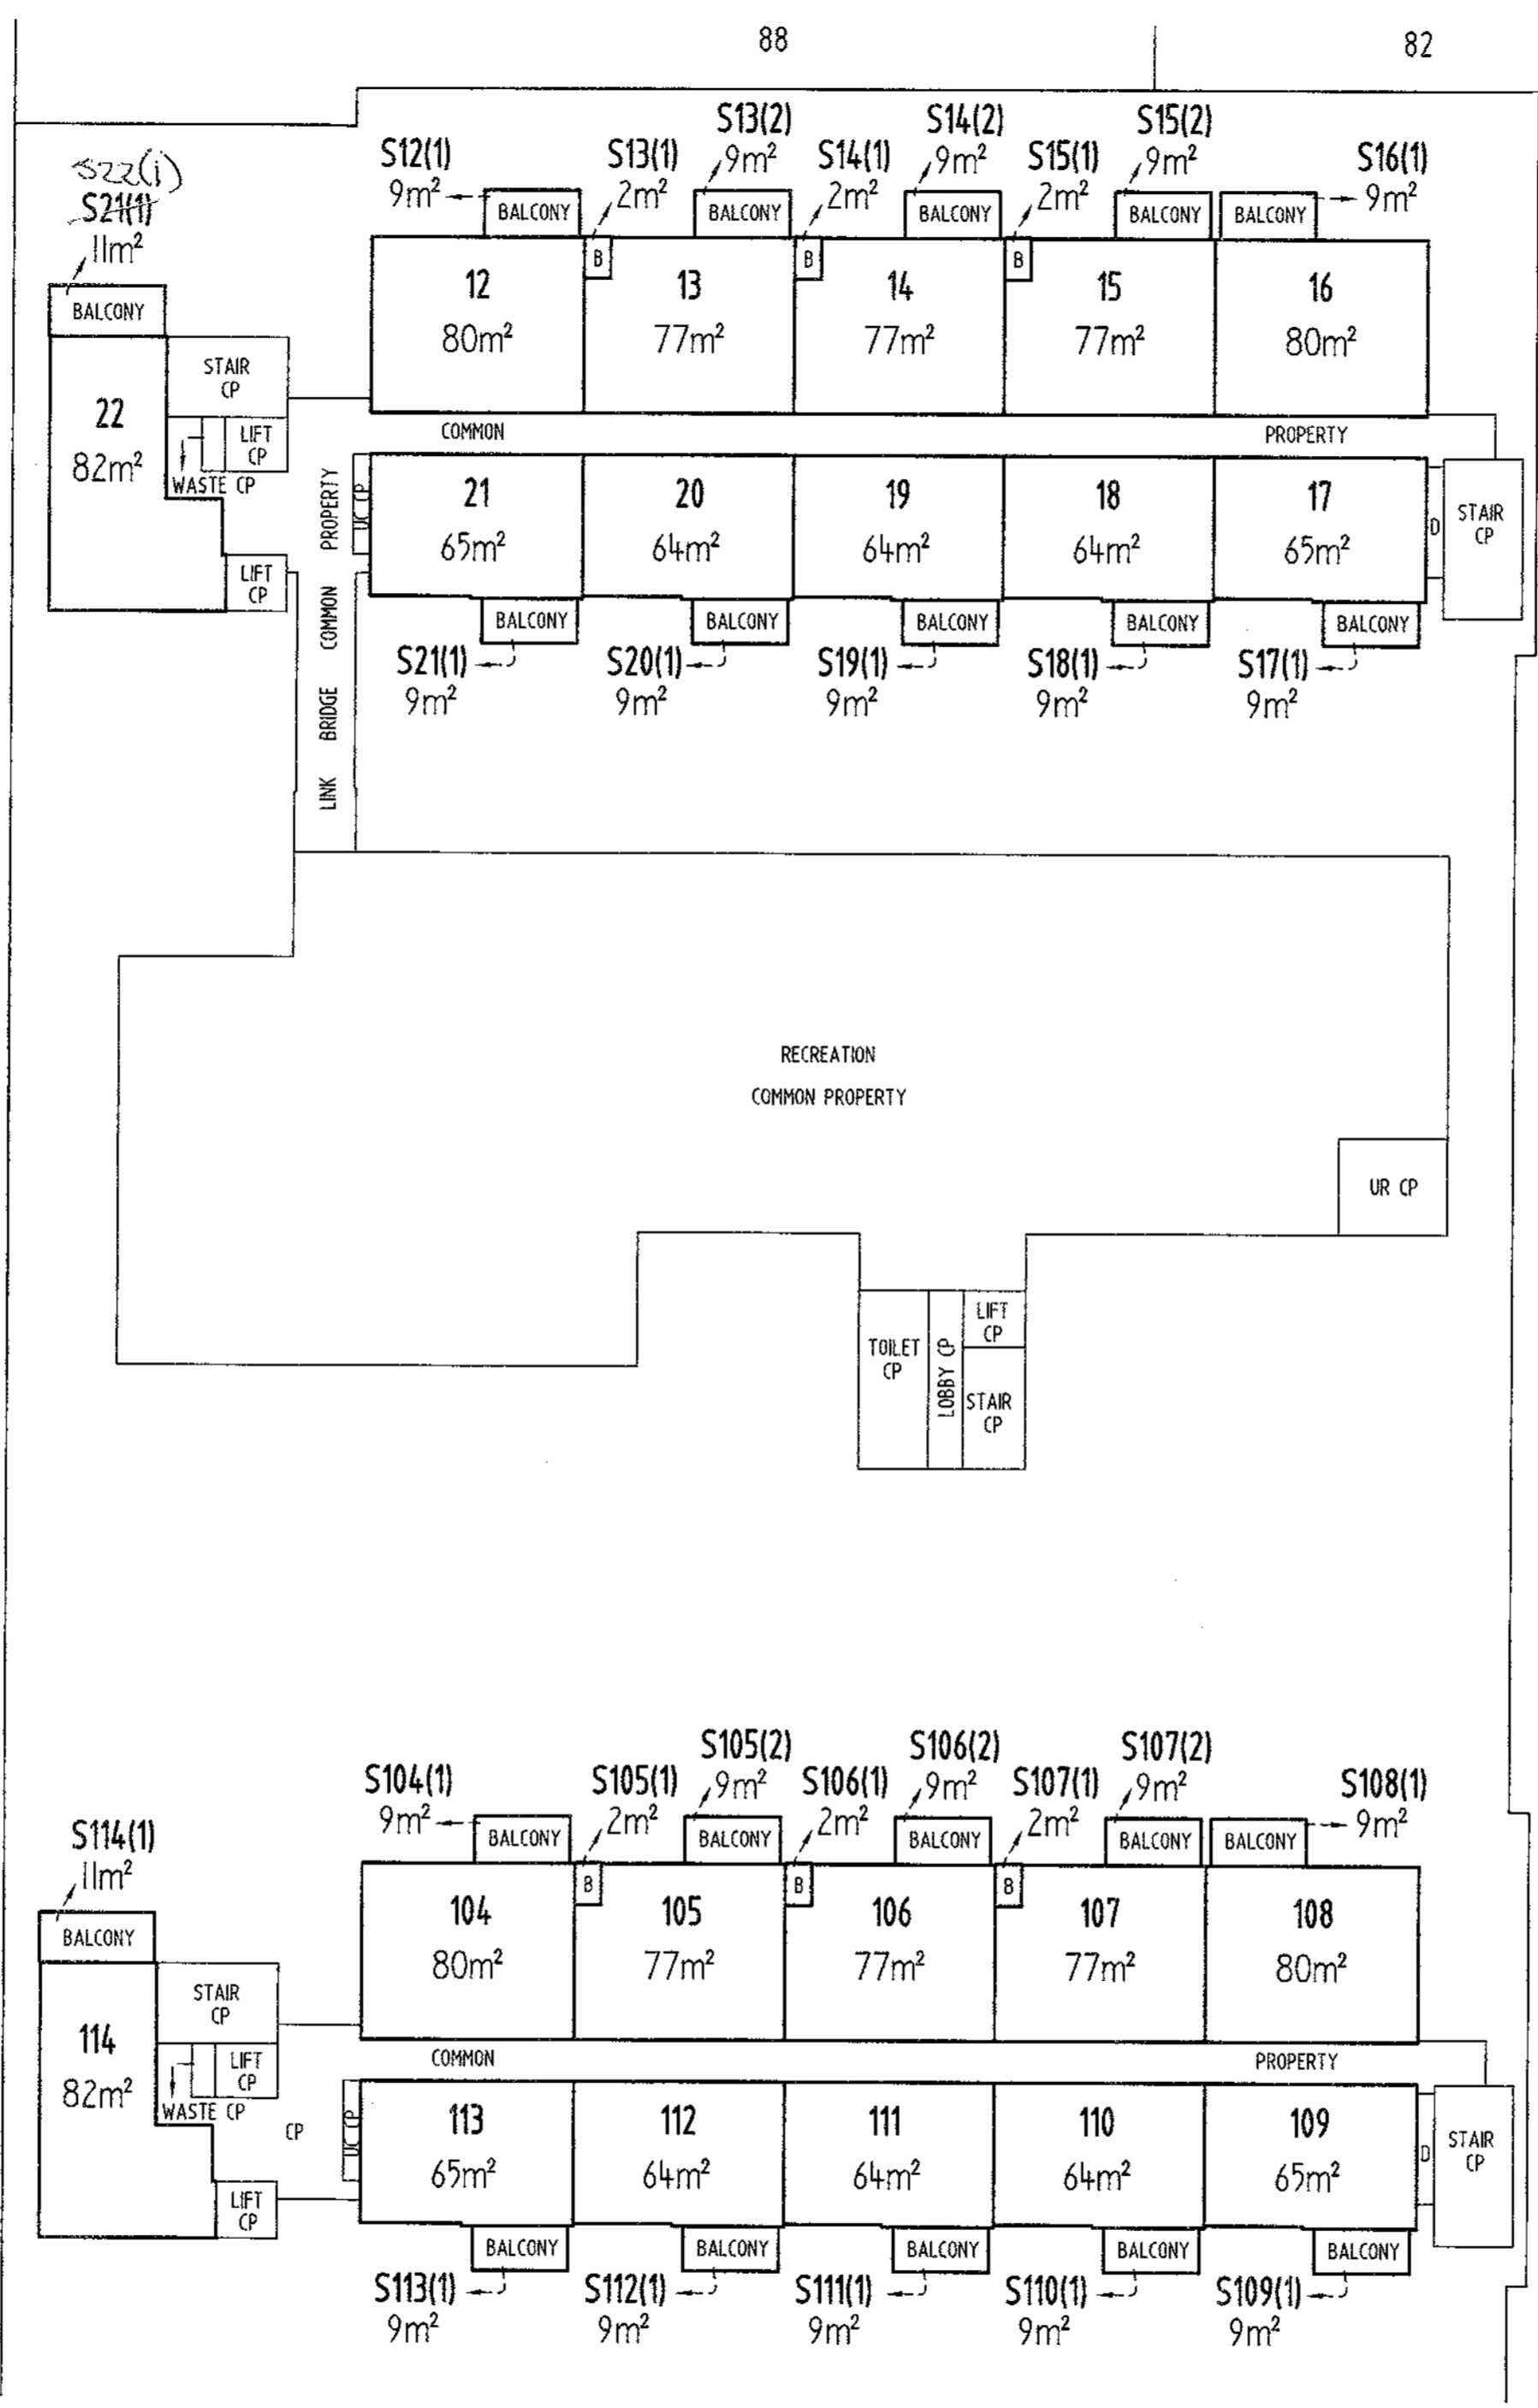 88
82
S13(2)
S14(2)
S15(2)
S12(1)
S13(1)
9m²
S14(1)
9m²
S15(1)
9m²
S16(1)
S22(1)
9m²
2m²
2m²
2m²
9m²
S21(1)
BALCONY
BALCONY
BALCONY
BALCONY
BALCONY
11m²
B
B
B
12
13
14
15
16
BALCONY
80m²
77m²
77m²
77m²
80m²
STAIR
CP
22
82m²
LIFT
CP
WASTE CP
COMMON
PROPERTY
LINK BRIDGE COMMON PROPERTY
DC CP
21
20
19
18
17
65m²
64m²
64m²
64m²
65m²
D
STAIR
CP
LIFT
CP
BALCONY
BALCONY
BALCONY
BALCONY
BALCONY
S21(1)
S20(1)
S19(1)
S18(1)
S17(1)
9m²
9m²
9m²
9m²
9m²
RECREATION
COMMON PROPERTY
UR CP
TOILET
CP
LOBBY CP
LIFT
CP
STAIR
CP
S105(2)
S106(2)
S107(2)
S104(1)
S105(1)
9m²
S106(1)
9m²
S107(1)
9m²
S108(1)
9m²
2m²
2m²
2m²
9m²
S114(1)
BALCONY
BALCONY
BALCONY
BALCONY
BALCONY
11m²
B
B
B
104
105
106
107
108
BALCONY
80m²
77m²
77m²
77m²
80m²
STAIR
CP
114
82m²
LIFT
CP
WASTE CP
COMMON
PROPERTY
CP
DC CP
113
112
111
110
109
65m²
64m²
64m²
64m²
65m²
D
STAIR
CP
LIFT
CP
BALCONY
BALCONY
BALCONY
BALCONY
BALCONY
S113(1)
S112(1)
S111(1)
S110(1)
S109(1)
9m²
9m²
9m²
9m²
9m²